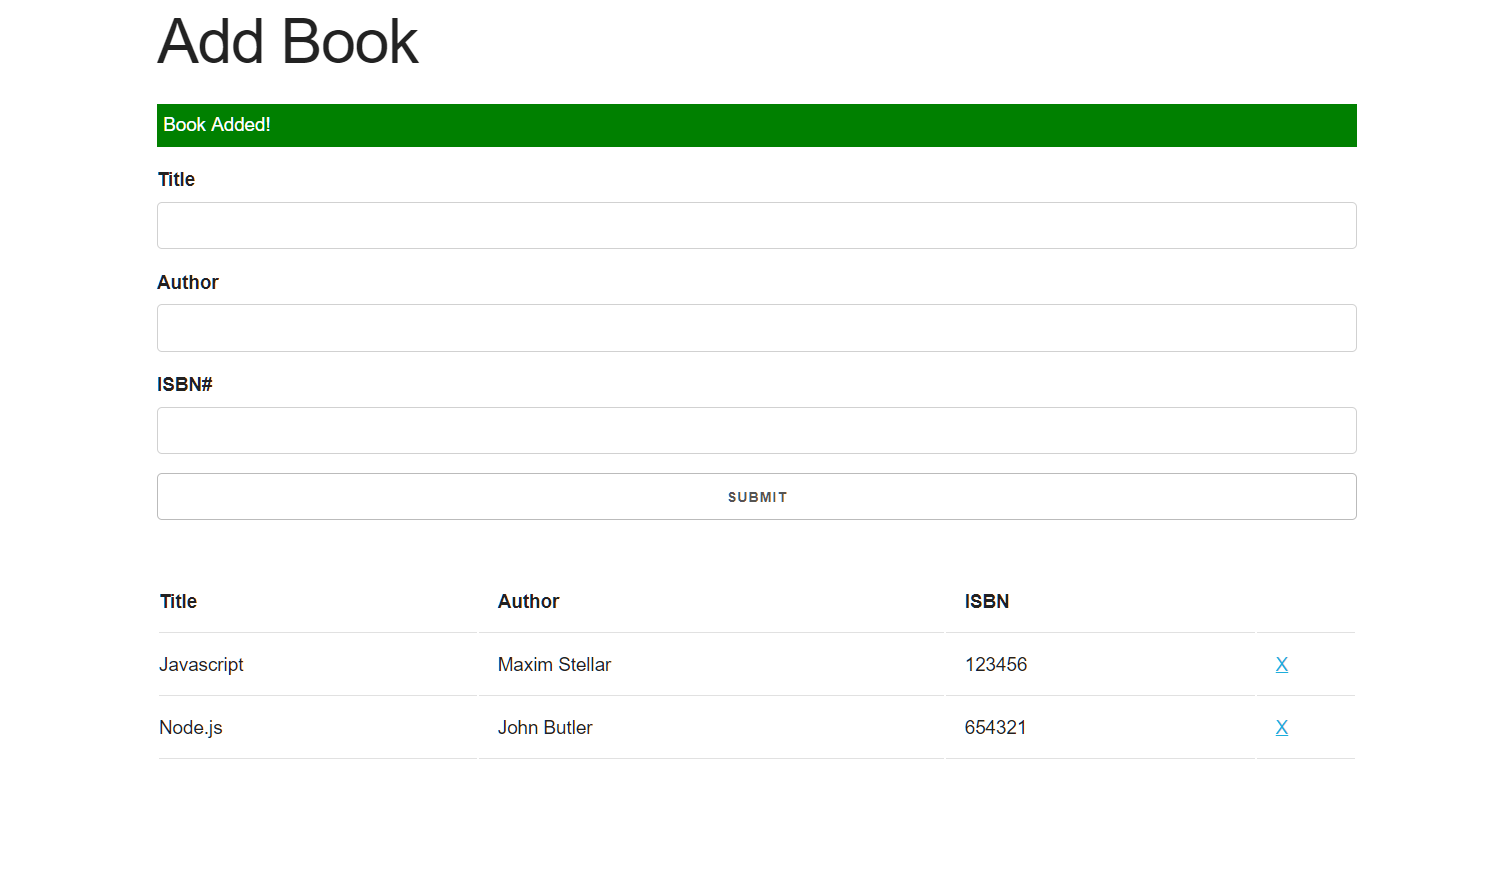 Add Book
Book Added!
Title
Author
ISBN#
SUBMIT
Title Author ISBN
Javascript Maxim Stellar 123456 X
Node.js John Butler 654321 X